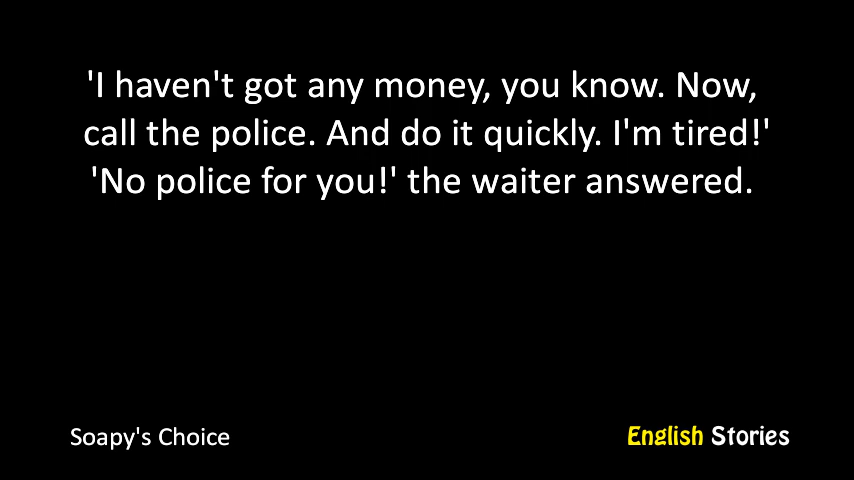 'I haven't got any money, you know. Now,
call the police. And do it quickly. I'm tired!'
'No police for you!' the waiter answered.
Soapy's Choice
English Stories